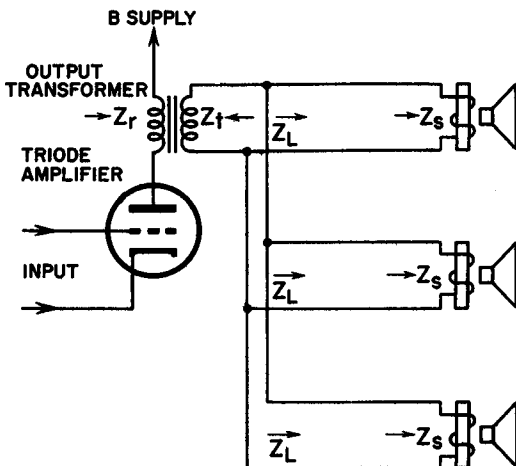 B SUPPLY
OUTPUT
TRANSFORMER
Zr
Zt
ZL
Zs
TRIODE
AMPLIFIER
INPUT
ZL
Zs
ZL
Zs